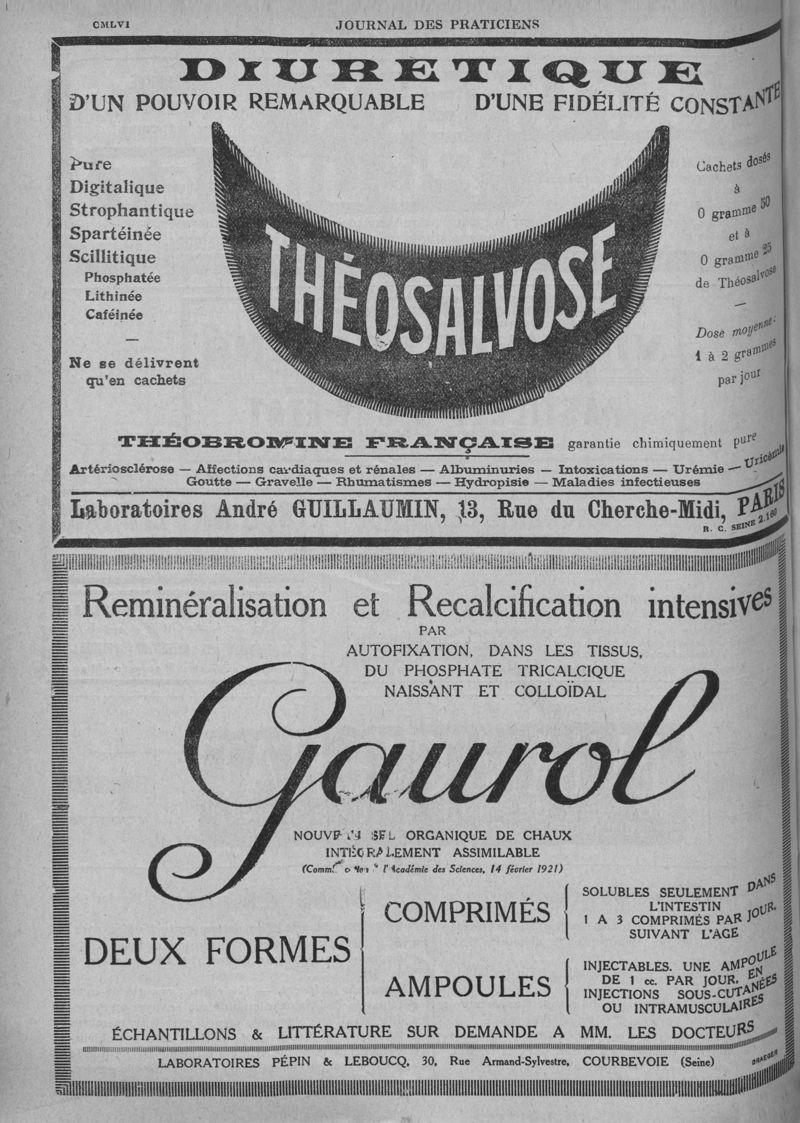 CMLVI
JOURNAL DES PRATICIENS
DIURETIQUE
D'UN POUVOIR REMARQUABLE D'UNE FIDÉLITÉ CONSTANTE
Pure
Digitalique
Strophantique
Spartéinée
Scillitique
Phosphatée
Lithinée
Caféinée
—
Ne se délivrent
qu'en cachets
THÉOSALVOSE
Cachets dosés
à
0 gramme 50
et à
0 gramme 25
de Théosalvose
—
Dose moyenne:
1 à 2 grammes
par jour
THÉOBROMINE FRANÇAISE garantie chimiquement pure
Artériosclérose — Affections cardiaques et rénales — Albuminuries — Intoxications — Urémie — Uricémie
Goutte — Gravelle — Rhumatismes — Hydropisie — Maladies infectieuses
Laboratoires André GUILLAUMIN, 13, Rue du Cherche-Midi, PARIS
R. C. SEINE 2.160
Reminéralisation et Recalcification intensives
PAR
AUTOFIXATION, DANS LES TISSUS,
DU PHOSPHATE TRICALCIQUE
NAISSANT ET COLLOÏDAL
Gaurol
NOUVEAU SEL ORGANIQUE DE CHAUX
INTÉGRALEMENT ASSIMILABLE
(Comm. l'Académie des Sciences, 14 février 1921)
DEUX FORMES
COMPRIMÉS
SOLUBLES SEULEMENT DANS
L'INTESTIN
1 A 3 COMPRIMÉS PAR JOUR,
SUIVANT L'AGE
AMPOULES
INJECTABLES. UNE AMPOULE
DE 1 cc. PAR JOUR, EN
INJECTIONS SOUS-CUTANÉES
OU INTRAMUSCULAIRES
ÉCHANTILLONS & LITTÉRATURE SUR DEMANDE A MM. LES DOCTEURS
LABORATOIRES PÉPIN & LEBOUCQ, 30, Rue Armand-Sylvestre, COURBEVOIE (Seine)
DRAEGER